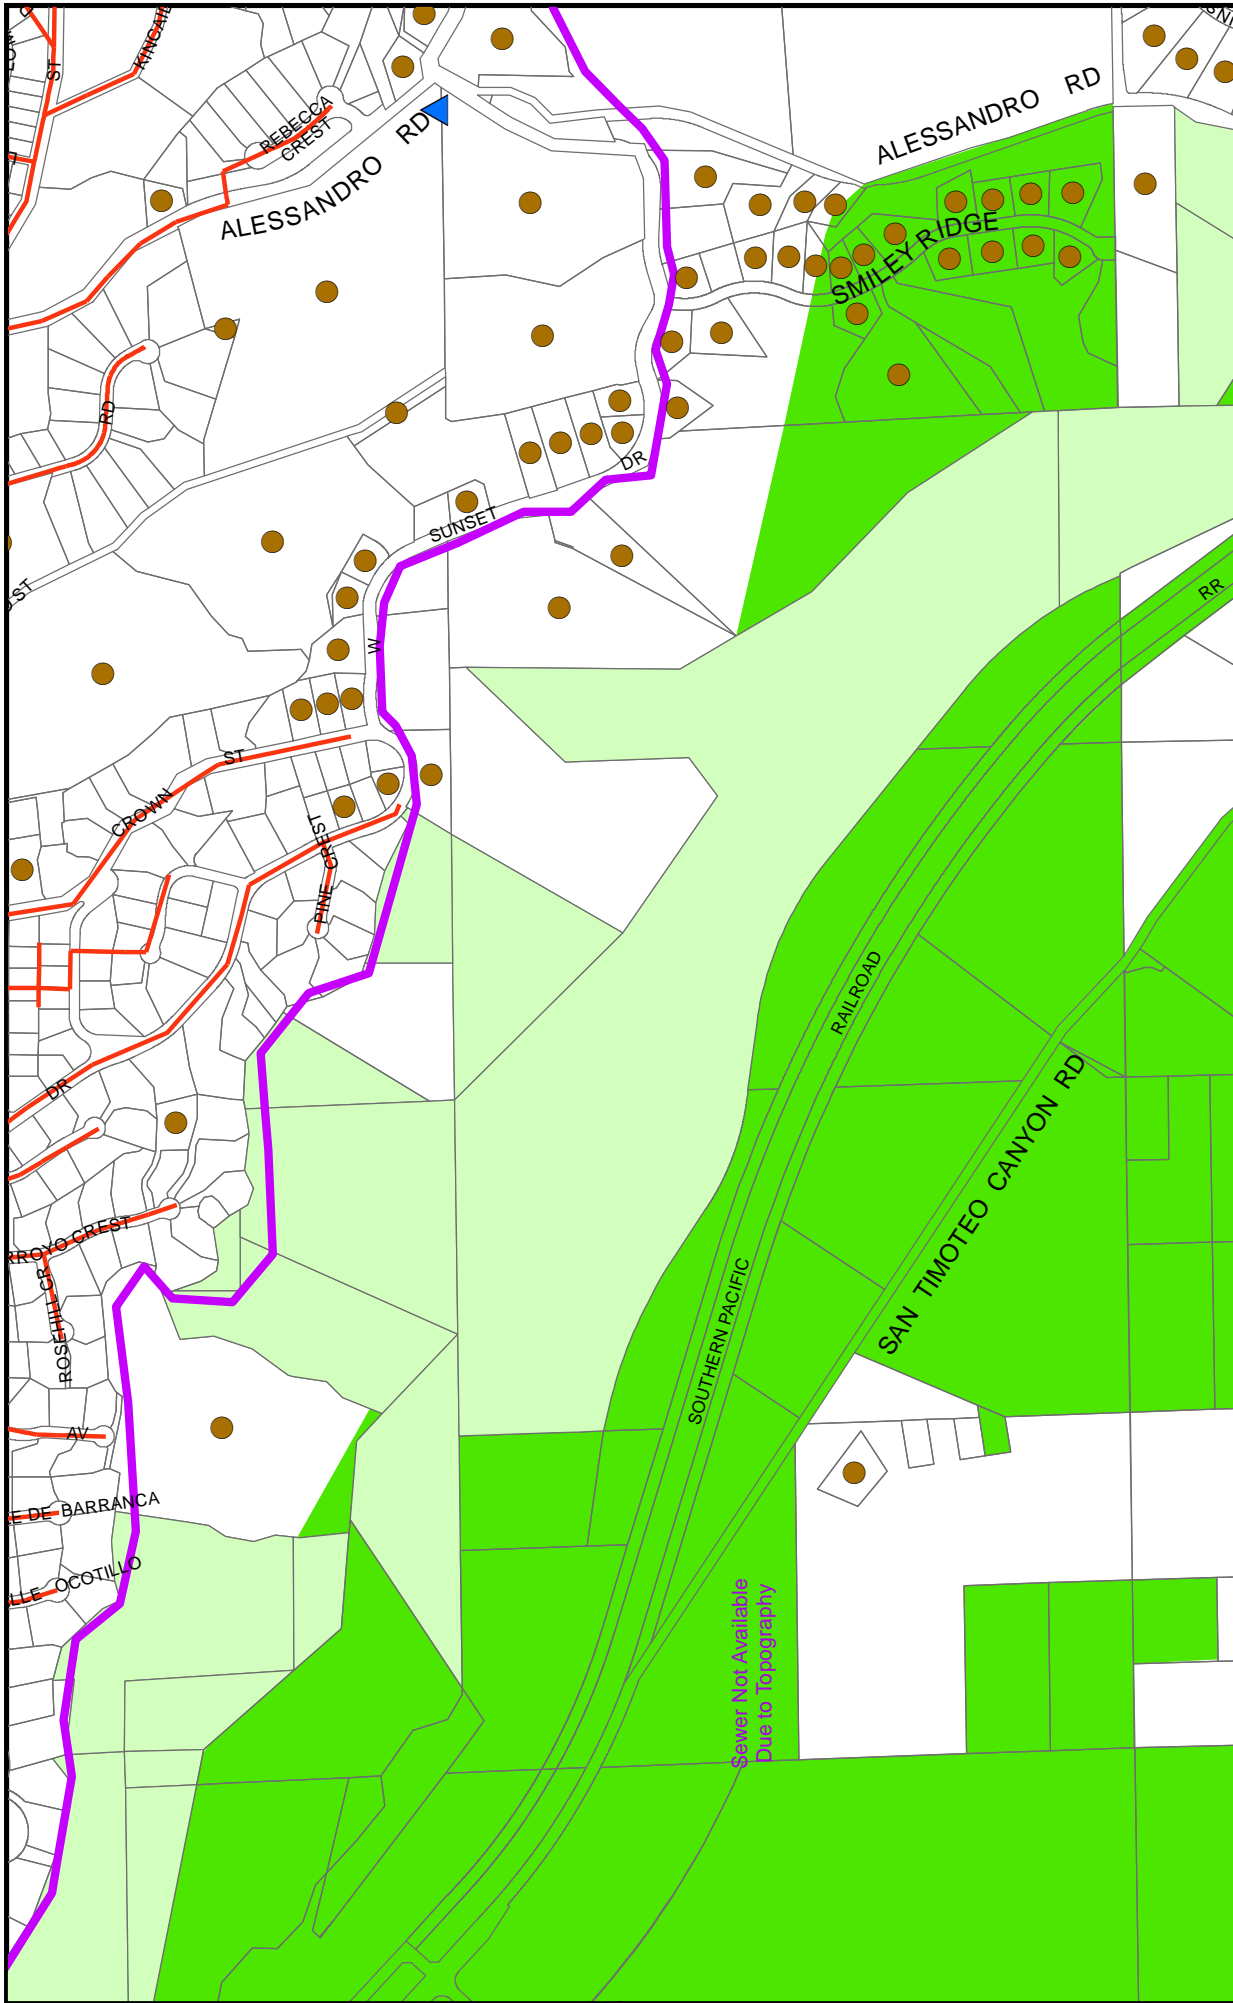 ST
KINCAID
REBECCA
CREST
ALESSANDRO RD
ALESSANDRO RD
SMILEY RIDGE
RD
DR
SUNSET
ST
RR
W
ST
CROWN
CREST
PINE
RAILROAD
DR
SAN TIMOTEO CANYON RD
ROYO CREST
CR
ROSEHILL
SOUTHERN PACIFIC
AV
E DE BARRANCA
LLE OCOTILLO
Sewer Not Available
Due to Topography